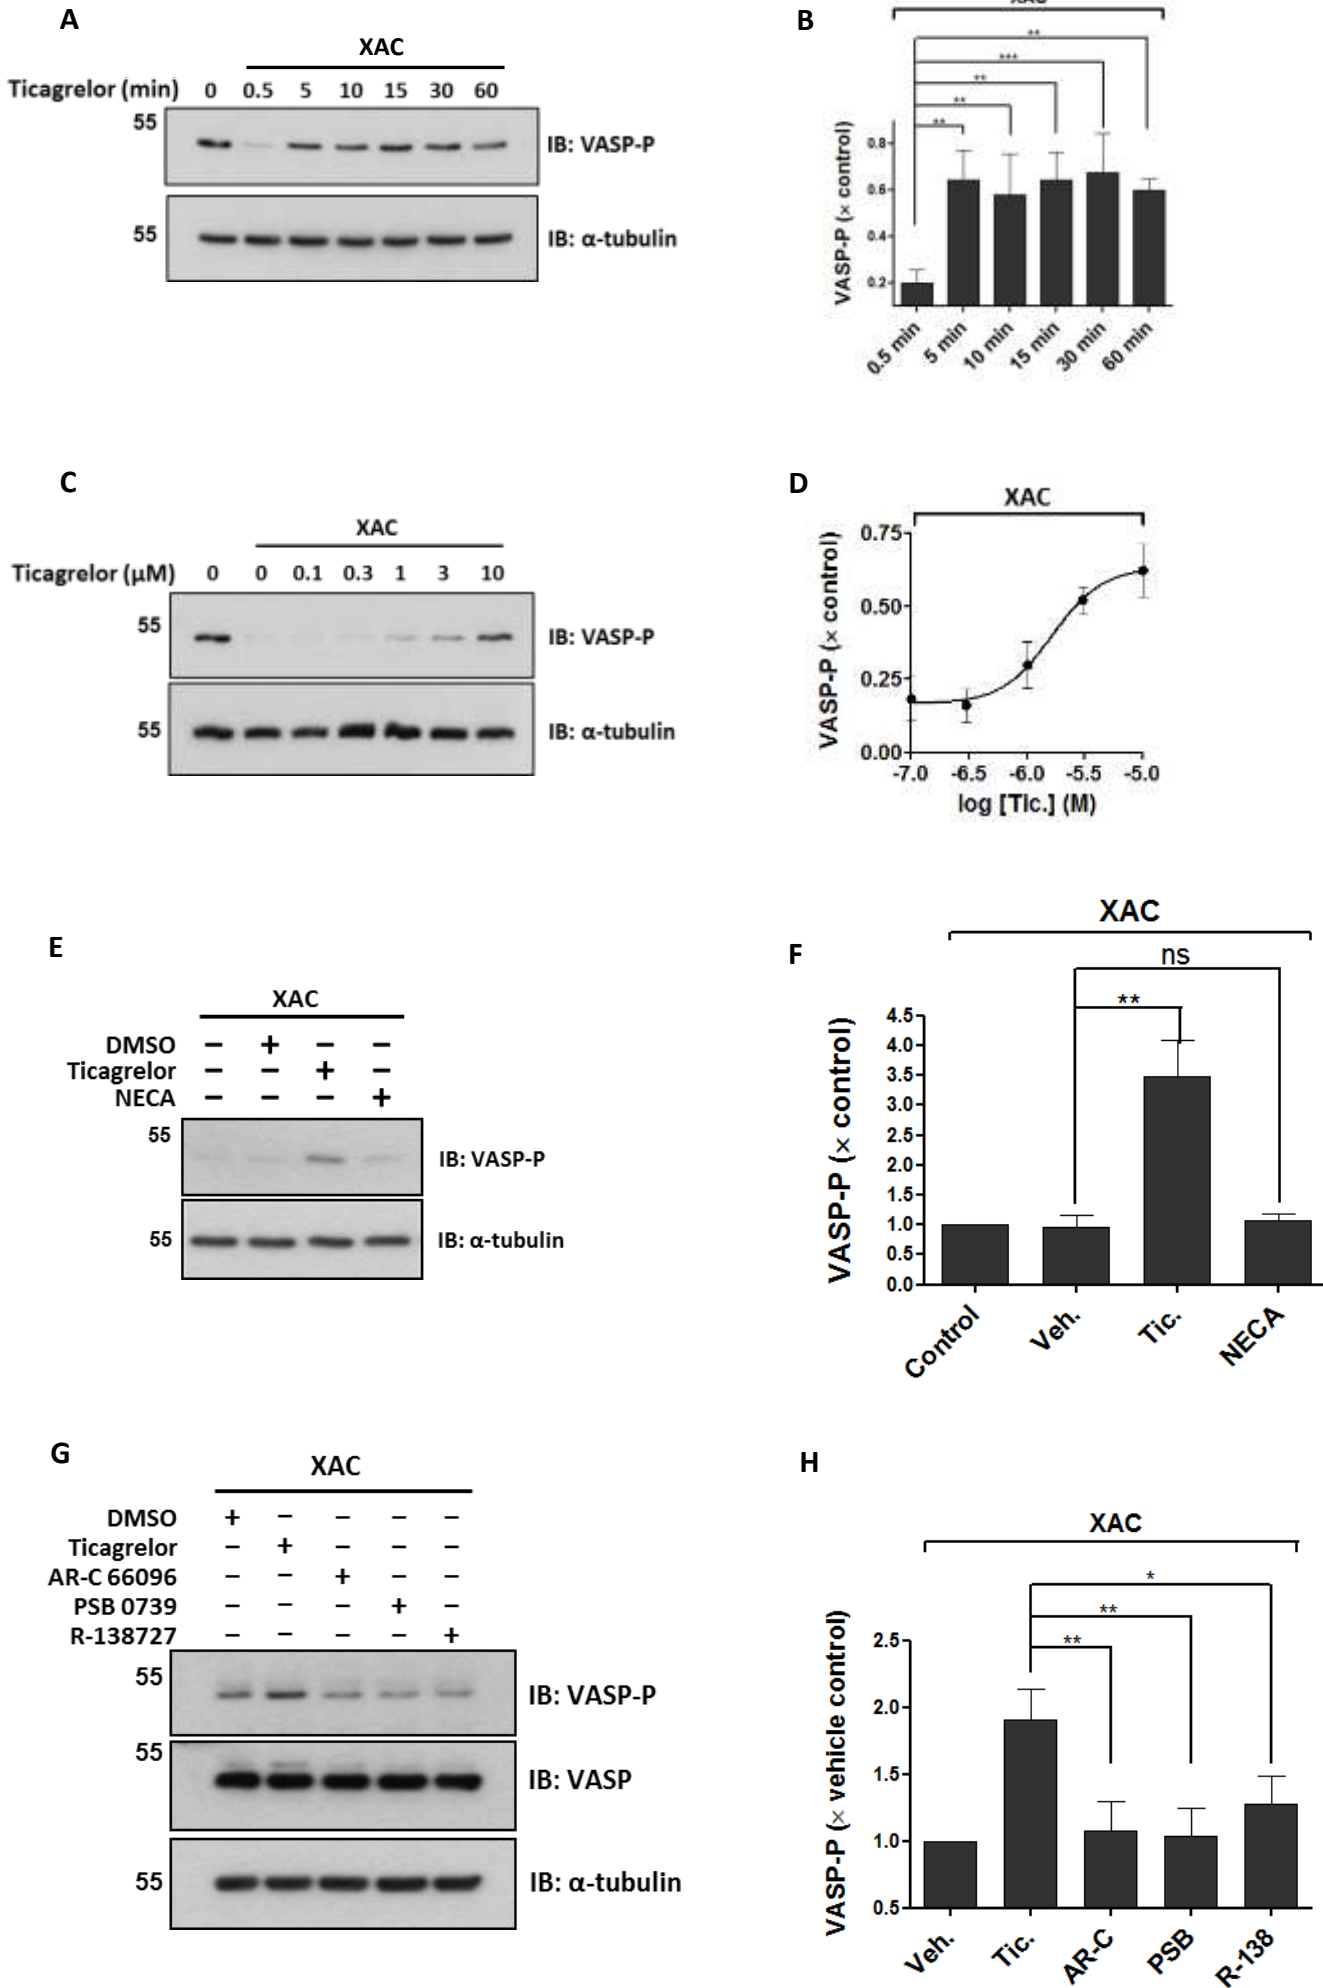 A
XAC
Ticagrelor (min) 0 0.5 5 10 15 30 60
55
IB: VASP-P
55
IB: α-tubulin
B
XAC
**
***
**
**
**
VASP-P (× control)
0.8
0.6
0.4
0.2
0.5 min
5 min
10 min
15 min
30 min
60 min
C
XAC
Ticagrelor (µM) 0 0 0.1 0.3 1 3 10
55
IB: VASP-P
55
IB: α-tubulin
D
XAC
VASP-P (× control)
0.75
0.50
0.25
0.00
-7.0 -6.5 -6.0 -5.5 -5.0
log [Tic.] (M)
E
XAC
DMSO − + − −
Ticagrelor − − + −
NECA − − − +
55
IB: VASP-P
55
IB: α-tubulin
F
XAC
ns
**
VASP-P (× control)
4.5
4.0
3.5
3.0
2.5
2.0
1.5
1.0
0.5
0.0
Control
Veh.
Tic.
NECA
G
XAC
DMSO + − − − −
Ticagrelor − + − − −
AR-C 66096 − − + − −
PSB 0739 − − − + −
R-138727 − − − − +
55
IB: VASP-P
55
IB: VASP
55
IB: α-tubulin
H
XAC
*
**
**
VASP-P (× vehicle control)
2.5
2.0
1.5
1.0
0.5
Veh.
Tic.
AR-C
PSB
R-138